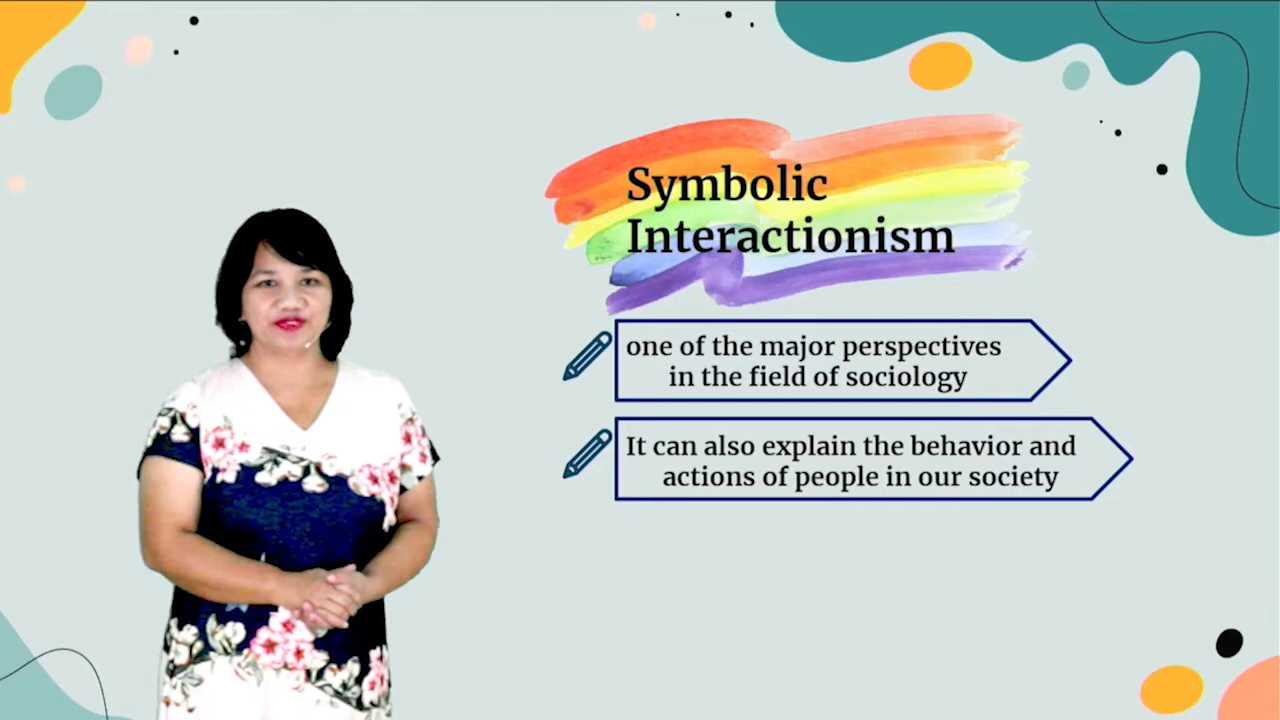 Symbolic
Interactionism
one of the major perspectives
in the field of sociology
It can also explain the behavior and
actions of people in our society